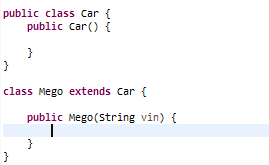 public class Car {
    public Car() {
    }
}
class Mego extends Car {
    public Mego(String vin) {
    }
}